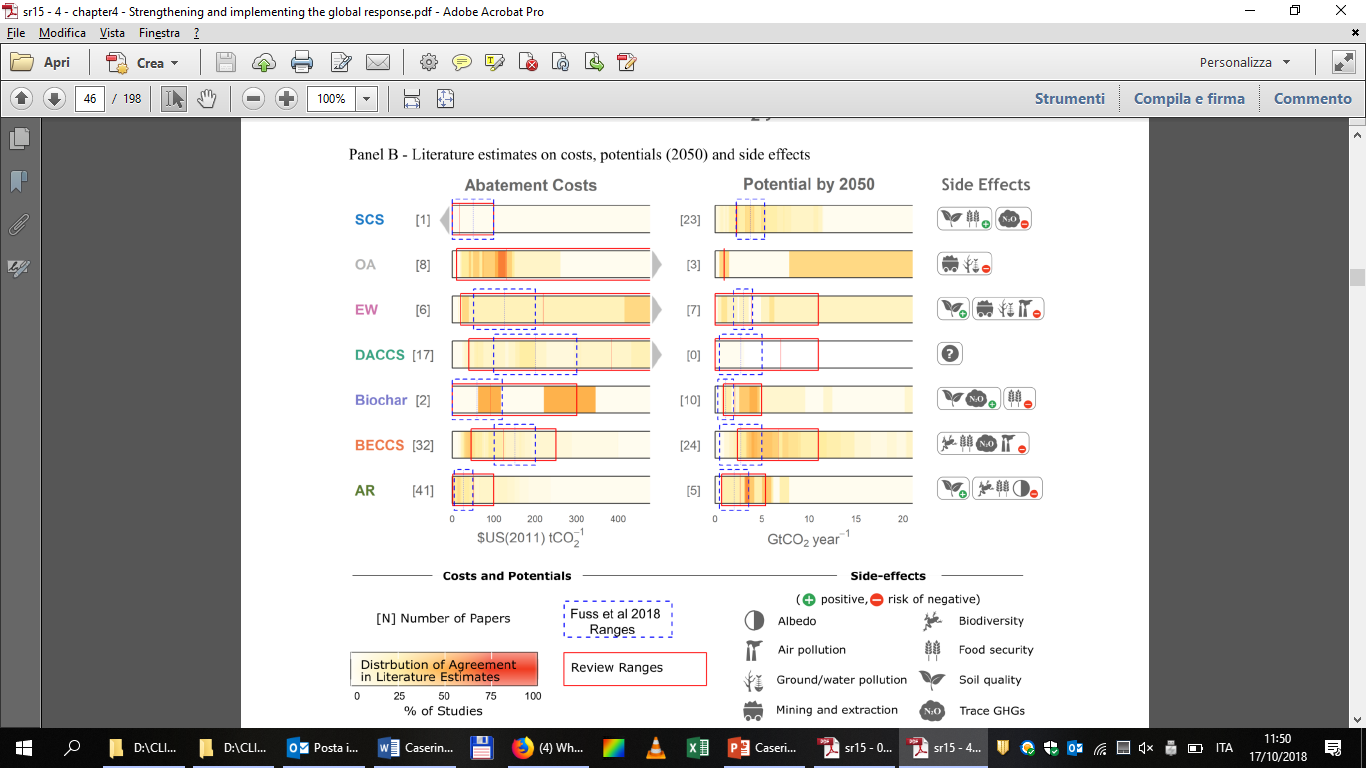 sr15 - 4 - chapter4 - Strengthening and implementing the global response.pdf - Adobe Acrobat Pro
File Modifica Vista Finestra ?
Apri Crea Personalizza
46 / 198 100% Strumenti Compila e firma Commento
Panel B - Literature estimates on costs, potentials (2050) and side effects
Abatement Costs Potential by 2050 Side Effects
SCS [1] [23] N₂O
OA [8] [3]
EW [6] [7]
DACCS [17] [0] ?
Biochar [2] [10] N₂O
BECCS [32] [24] N₂O
AR [41] [5]
0 100 200 300 400 0 5 10 15 20
$US(2011) tCO₂⁻¹ GtCO₂ year⁻¹
Costs and Potentials Side-effects
( + positive, − risk of negative)
[N] Number of Papers
Fuss et al 2018
Ranges
Albedo Biodiversity
Air pollution Food security
Distrbution of Agreement
in Literature Estimates
Review Ranges
Ground/water pollution Soil quality
0 25 50 75 100
% of Studies
Mining and extraction N₂O Trace GHGs
D:\CLI... D:\CLI... Posta i... Caserin... (4) Wh... Caseri... sr15 - 0... sr15 - 4... ITA
11:50
17/10/2018